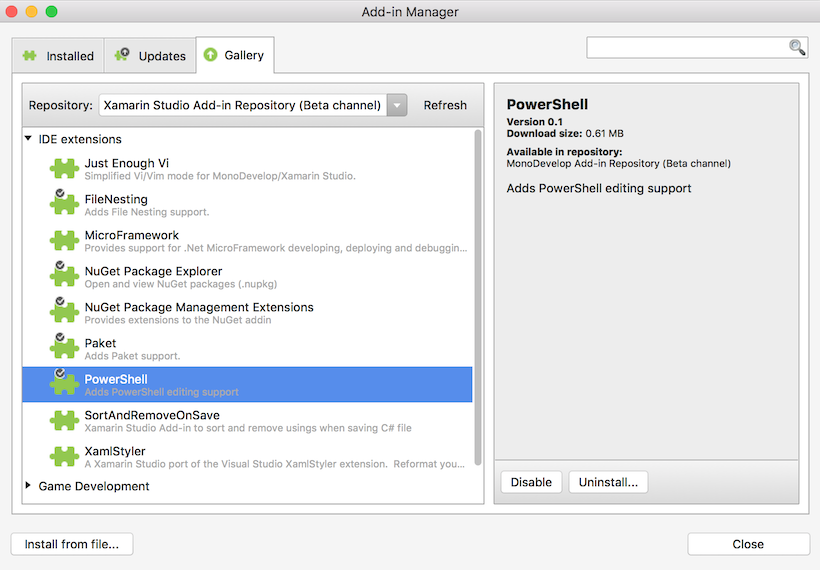 Add-in Manager
Installed
Updates
Gallery
Repository:
Xamarin Studio Add-in Repository (Beta channel)
Refresh
IDE extensions
Just Enough Vi
Simplified Vi/Vim mode for MonoDevelop/Xamarin Studio.
FileNesting
Adds File Nesting support.
MicroFramework
Provides support for .Net MicroFramework developing, deploying and debuggin...
NuGet Package Explorer
Open and view NuGet packages (.nupkg)
NuGet Package Management Extensions
Provides extensions to the NuGet addin
Paket
Adds Paket support.
PowerShell
Adds PowerShell editing support
SortAndRemoveOnSave
Xamarin Studio Add-in to sort and remove usings when saving C# file
XamlStyler
A Xamarin Studio port of the Visual Studio XamlStyler extension.  Reformat you...
Game Development
PowerShell
Version 0.1
Download size: 0.61 MB
Available in repository:
MonoDevelop Add-in Repository (Beta channel)
Adds PowerShell editing support
Disable
Uninstall...
Install from file...
Close